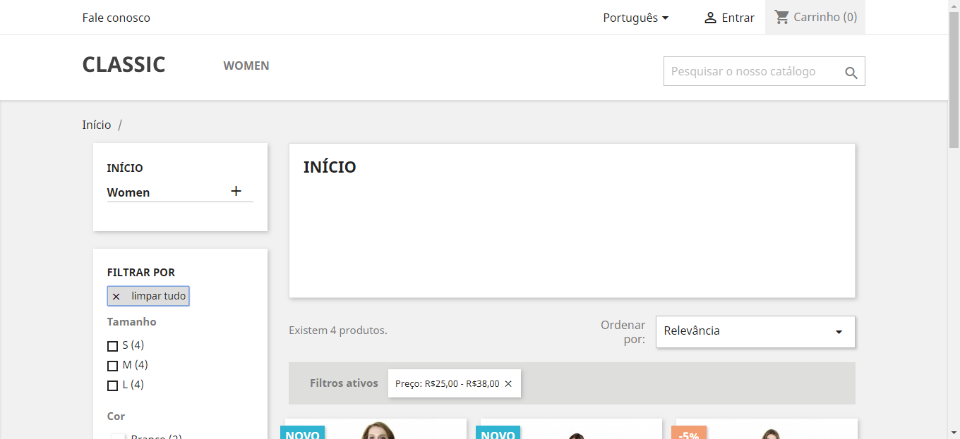 Fale conosco
Português
Entrar
Carrinho (0)
CLASSIC
WOMEN
Pesquisar o nosso catálogo
Início /
INÍCIO
Women
INÍCIO
FILTRAR POR
limpar tudo
Tamanho
S (4)
M (4)
L (4)
Cor
Branco (2)
Existem 4 produtos.
Ordenar
por:
Relevância
Filtros ativos
Preço: R$25,00 - R$38,00
NOVO
NOVO
-5%